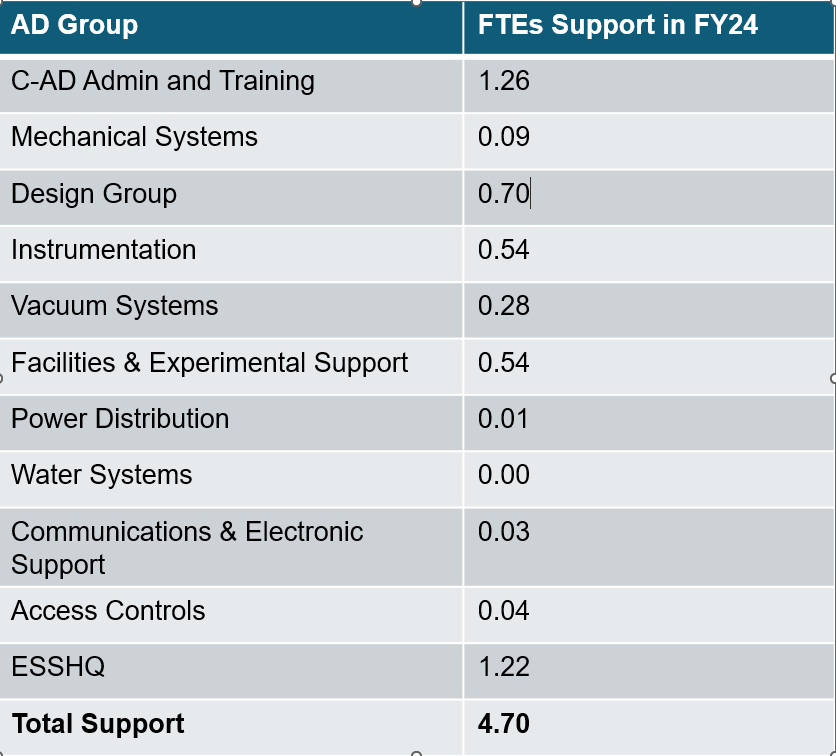 AD Group FTEs Support in FY24
C-AD Admin and Training 1.26
Mechanical Systems 0.09
Design Group 0.70
Instrumentation 0.54
Vacuum Systems 0.28
Facilities & Experimental Support 0.54
Power Distribution 0.01
Water Systems 0.00
Communications & Electronic 0.03
Support
Access Controls 0.04
ESSHQ 1.22
Total Support 4.70